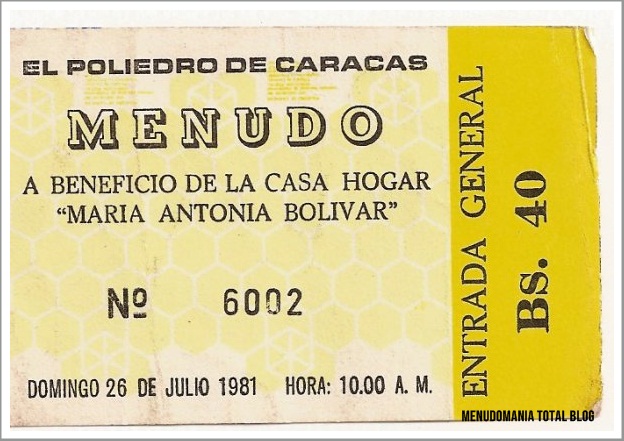 EL POLIEDRO DE CARACAS
MENUDO
A BENEFICIO DE LA CASA HOGAR
"MARIA ANTONIA BOLIVAR"
Nº 6002
DOMINGO 26 DE JULIO 1981 HORA: 10.00 A. M.
ENTRADA GENERAL
Bs. 40
MENUDOMANIA TOTAL BLOG